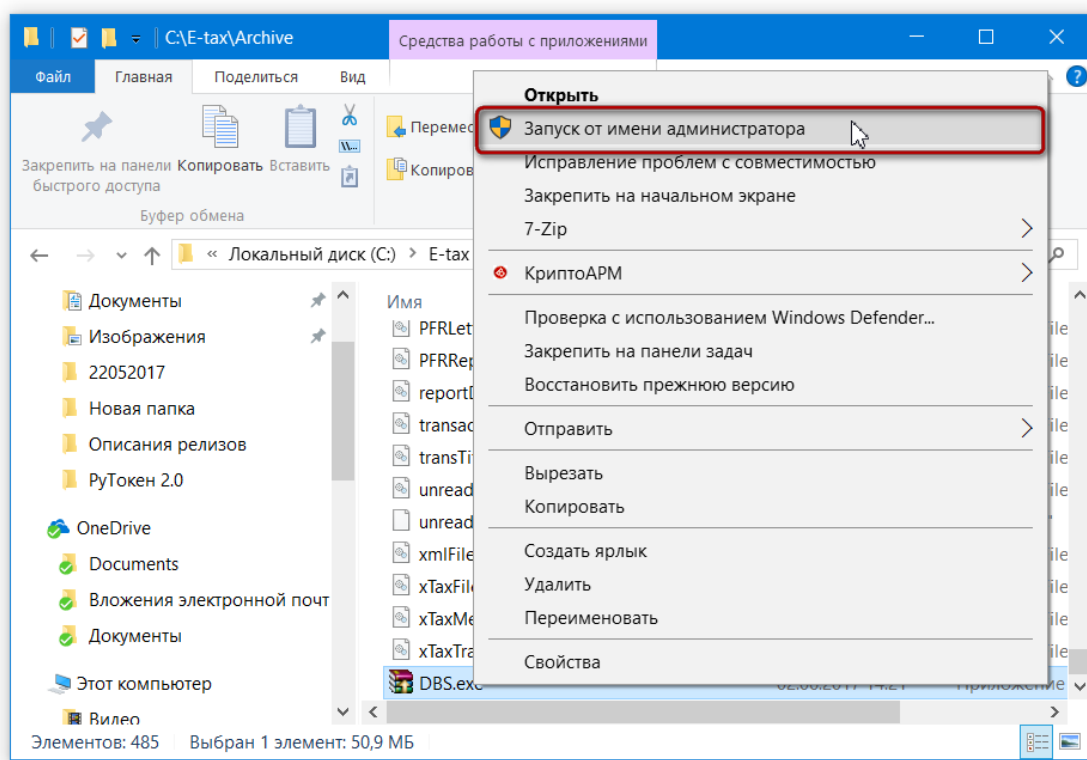 C:\E-tax\Archive
Средства работы с приложениями
Файл
Главная
Поделиться
Вид
Закрепить на панели быстрого доступа
Копировать
Вставить
W...
Буфер обмена
Открыть
Запуск от имени администратора
Исправление проблем с совместимостью
Закрепить на начальном экране
7-Zip
КриптоАРМ
Проверка с использованием Windows Defender...
Закрепить на панели задач
Восстановить прежнюю версию
Отправить
Вырезать
Копировать
Создать ярлык
Удалить
Переименовать
Свойства
« Локальный диск (C:) > E-tax
Документы
Изображения
22052017
Новая папка
Описания релизов
РуТокен 2.0
OneDrive
Documents
Вложения электронной почт
Документы
Этот компьютер
Видео
Имя
PFRLet
PFRRep
report
transac
transTi
unread
unread
xmlFile
xTaxFil
xTaxMe
xTaxTra
DBS.exe
Элементов: 485
Выбран 1 элемент: 50,9 МБ